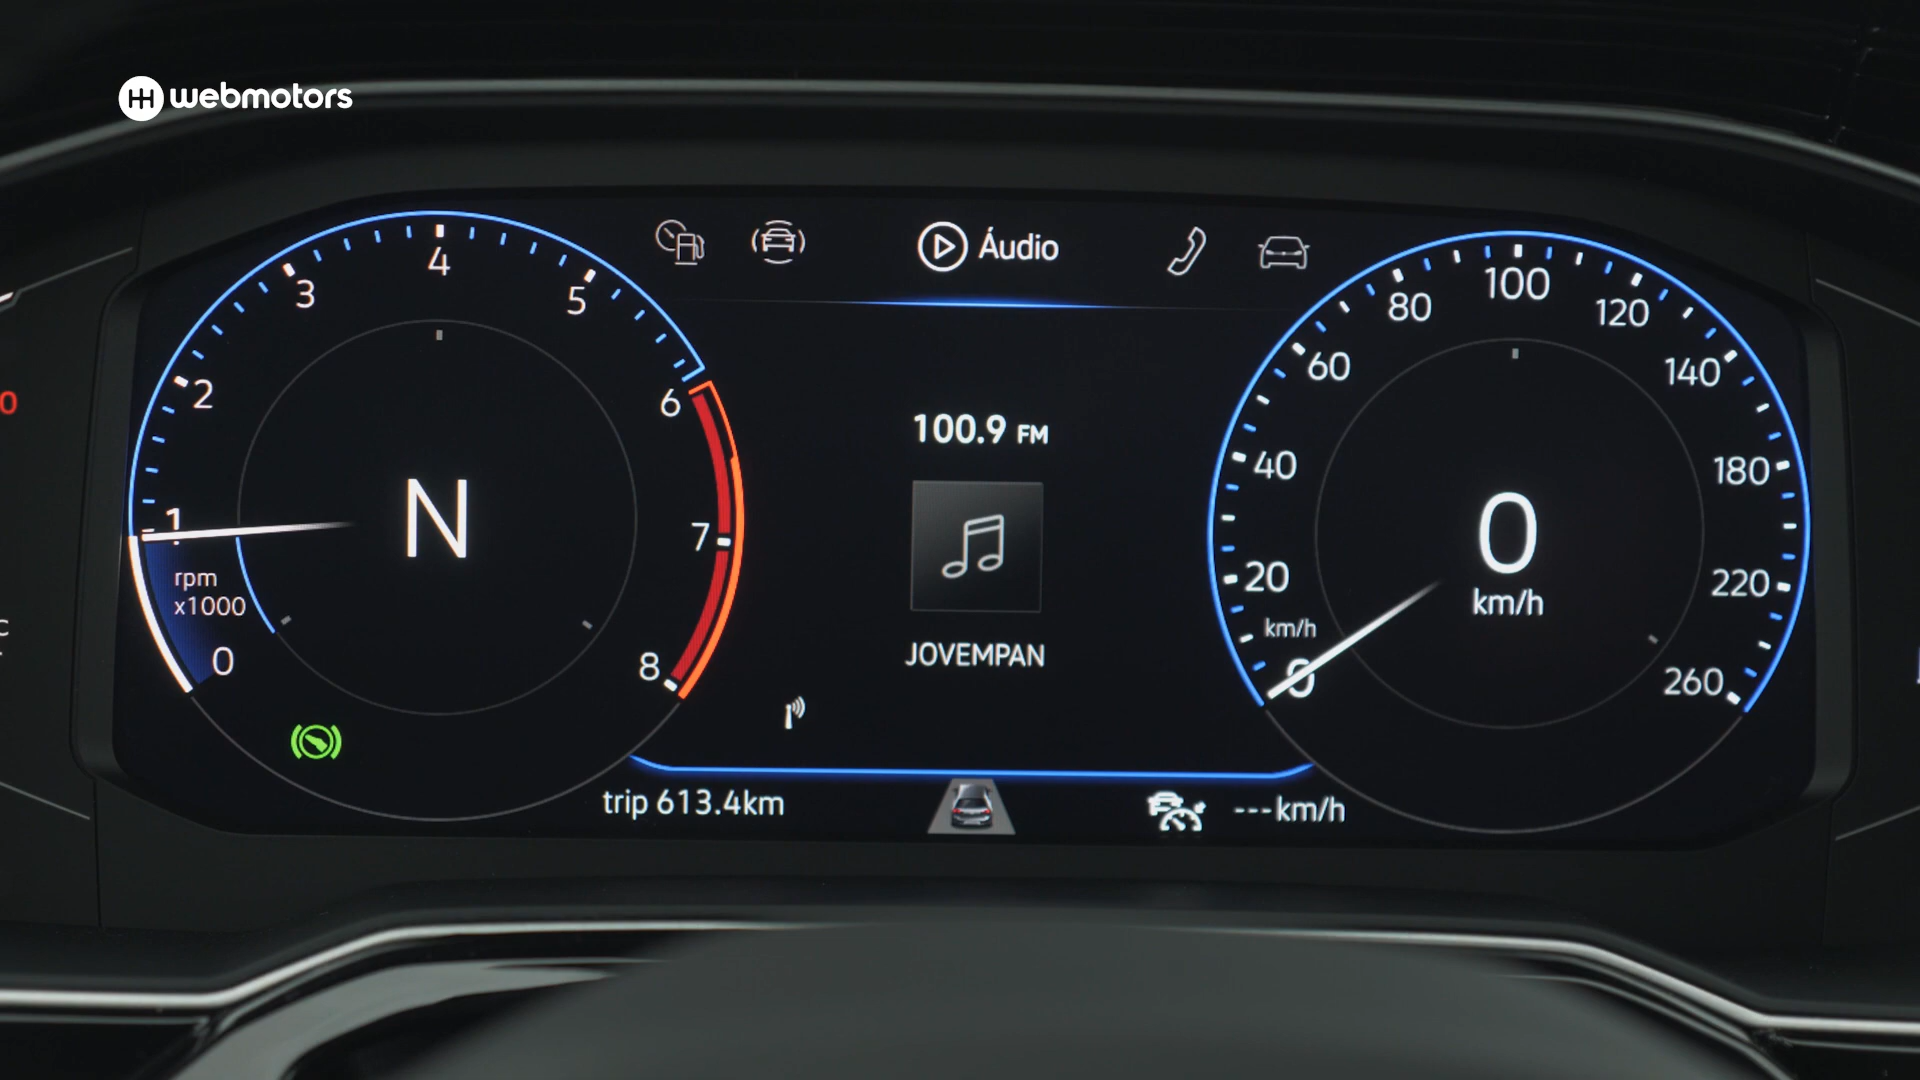 webmotors
Áudio
4
3
5
2
6
1
7
rpm
x1000
0
8
N
100.9 FM
JOVEMPAN
100
80
120
60
140
40
180
20
220
km/h
0
260
0
km/h
trip 613.4km
---km/h
0
c